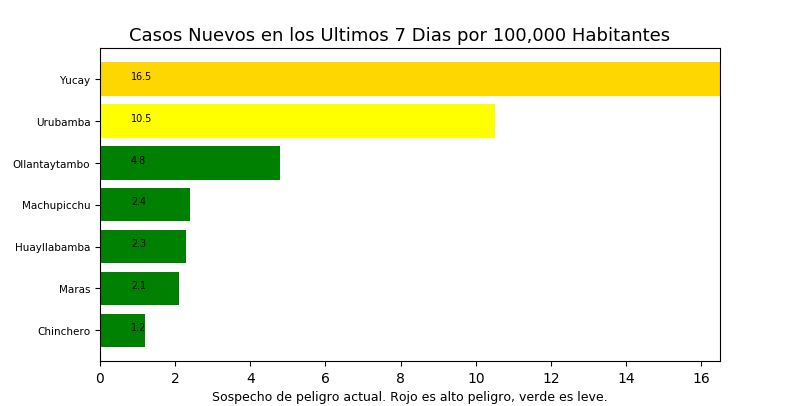 Casos Nuevos en los Ultimos 7 Dias por 100,000 Habitantes
Yucay 16.5
Urubamba 10.5
Ollantaytambo 4.8
Machupicchu 2.4
Huayllabamba 2.3
Maras 2.1
Chinchero 1.2
0 2 4 6 8 10 12 14 16
Sospecho de peligro actual. Rojo es alto peligro, verde es leve.